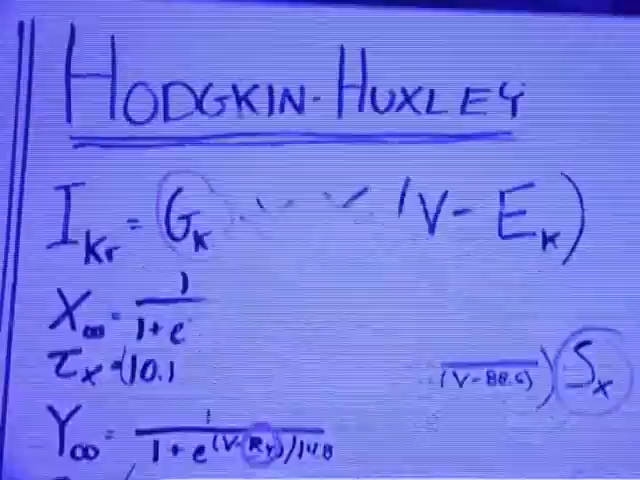 HODGKIN-HUXLEY
I_Kr = G_K (V - E_K)
X_∞ = 1 / 1 + e
τ_x = (10.1 / (V - 88.6)) S_x
Y_∞ = 1 / 1 + e^(V- R_Y)/14.8